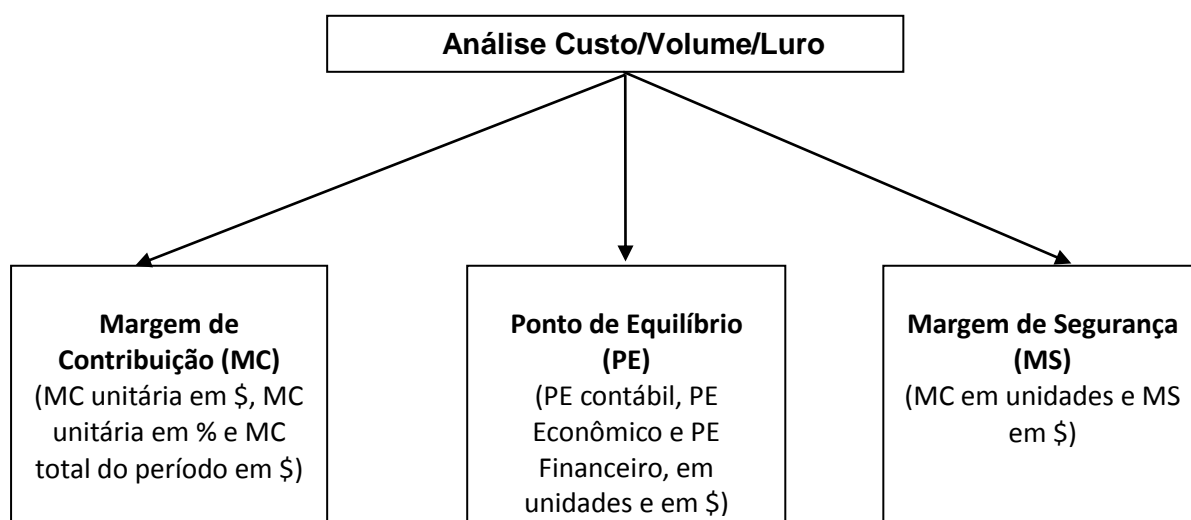 Análise Custo/Volume/Luro
Margem de
Contribuição (MC)
(MC unitária em $, MC
unitária em % e MC
total do período em $)
Ponto de Equilíbrio
(PE)
(PE contábil, PE
Econômico e PE
Financeiro, em
unidades e em $)
Margem de Segurança
(MS)
(MC em unidades e MS
em $)